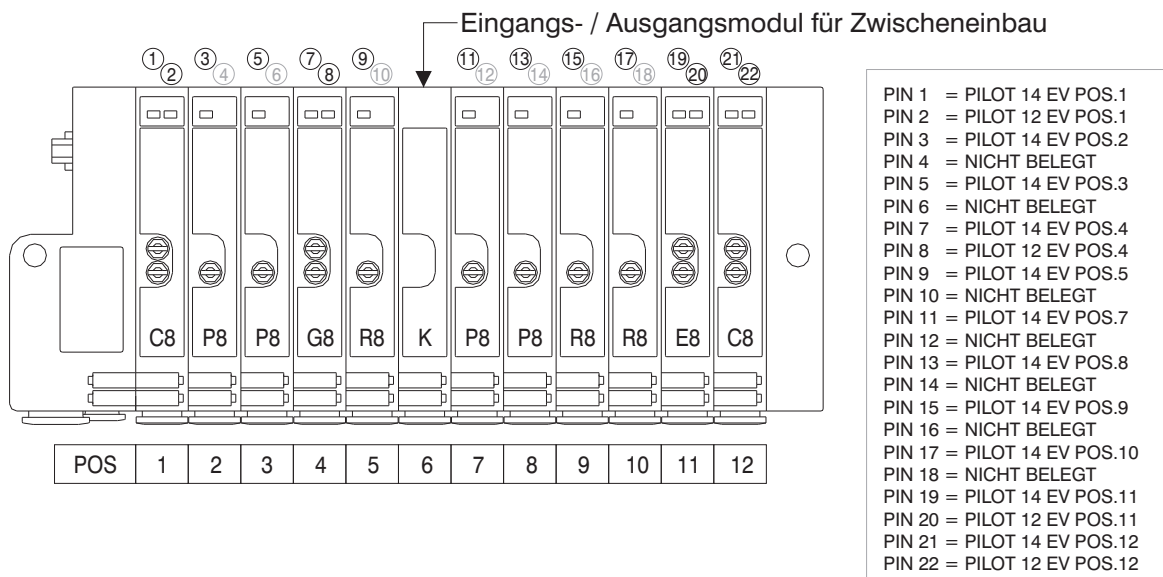 Eingangs- / Ausgangsmodul für Zwischeneinbau
1 2 3 4 5 6 7 8 9 10 11 12 13 14 15 16 17 18 19 20 21 22
C8 P8 P8 G8 R8 K P8 P8 R8 R8 E8 C8
POS 1 2 3 4 5 6 7 8 9 10 11 12
PIN 1 = PILOT 14 EV POS.1
PIN 2 = PILOT 12 EV POS.1
PIN 3 = PILOT 14 EV POS.2
PIN 4 = NICHT BELEGT
PIN 5 = PILOT 14 EV POS.3
PIN 6 = NICHT BELEGT
PIN 7 = PILOT 14 EV POS.4
PIN 8 = PILOT 12 EV POS.4
PIN 9 = PILOT 14 EV POS.5
PIN 10 = NICHT BELEGT
PIN 11 = PILOT 14 EV POS.7
PIN 12 = NICHT BELEGT
PIN 13 = PILOT 14 EV POS.8
PIN 14 = NICHT BELEGT
PIN 15 = PILOT 14 EV POS.9
PIN 16 = NICHT BELEGT
PIN 17 = PILOT 14 EV POS.10
PIN 18 = NICHT BELEGT
PIN 19 = PILOT 14 EV POS.11
PIN 20 = PILOT 12 EV POS.11
PIN 21 = PILOT 14 EV POS.12
PIN 22 = PILOT 12 EV POS.12